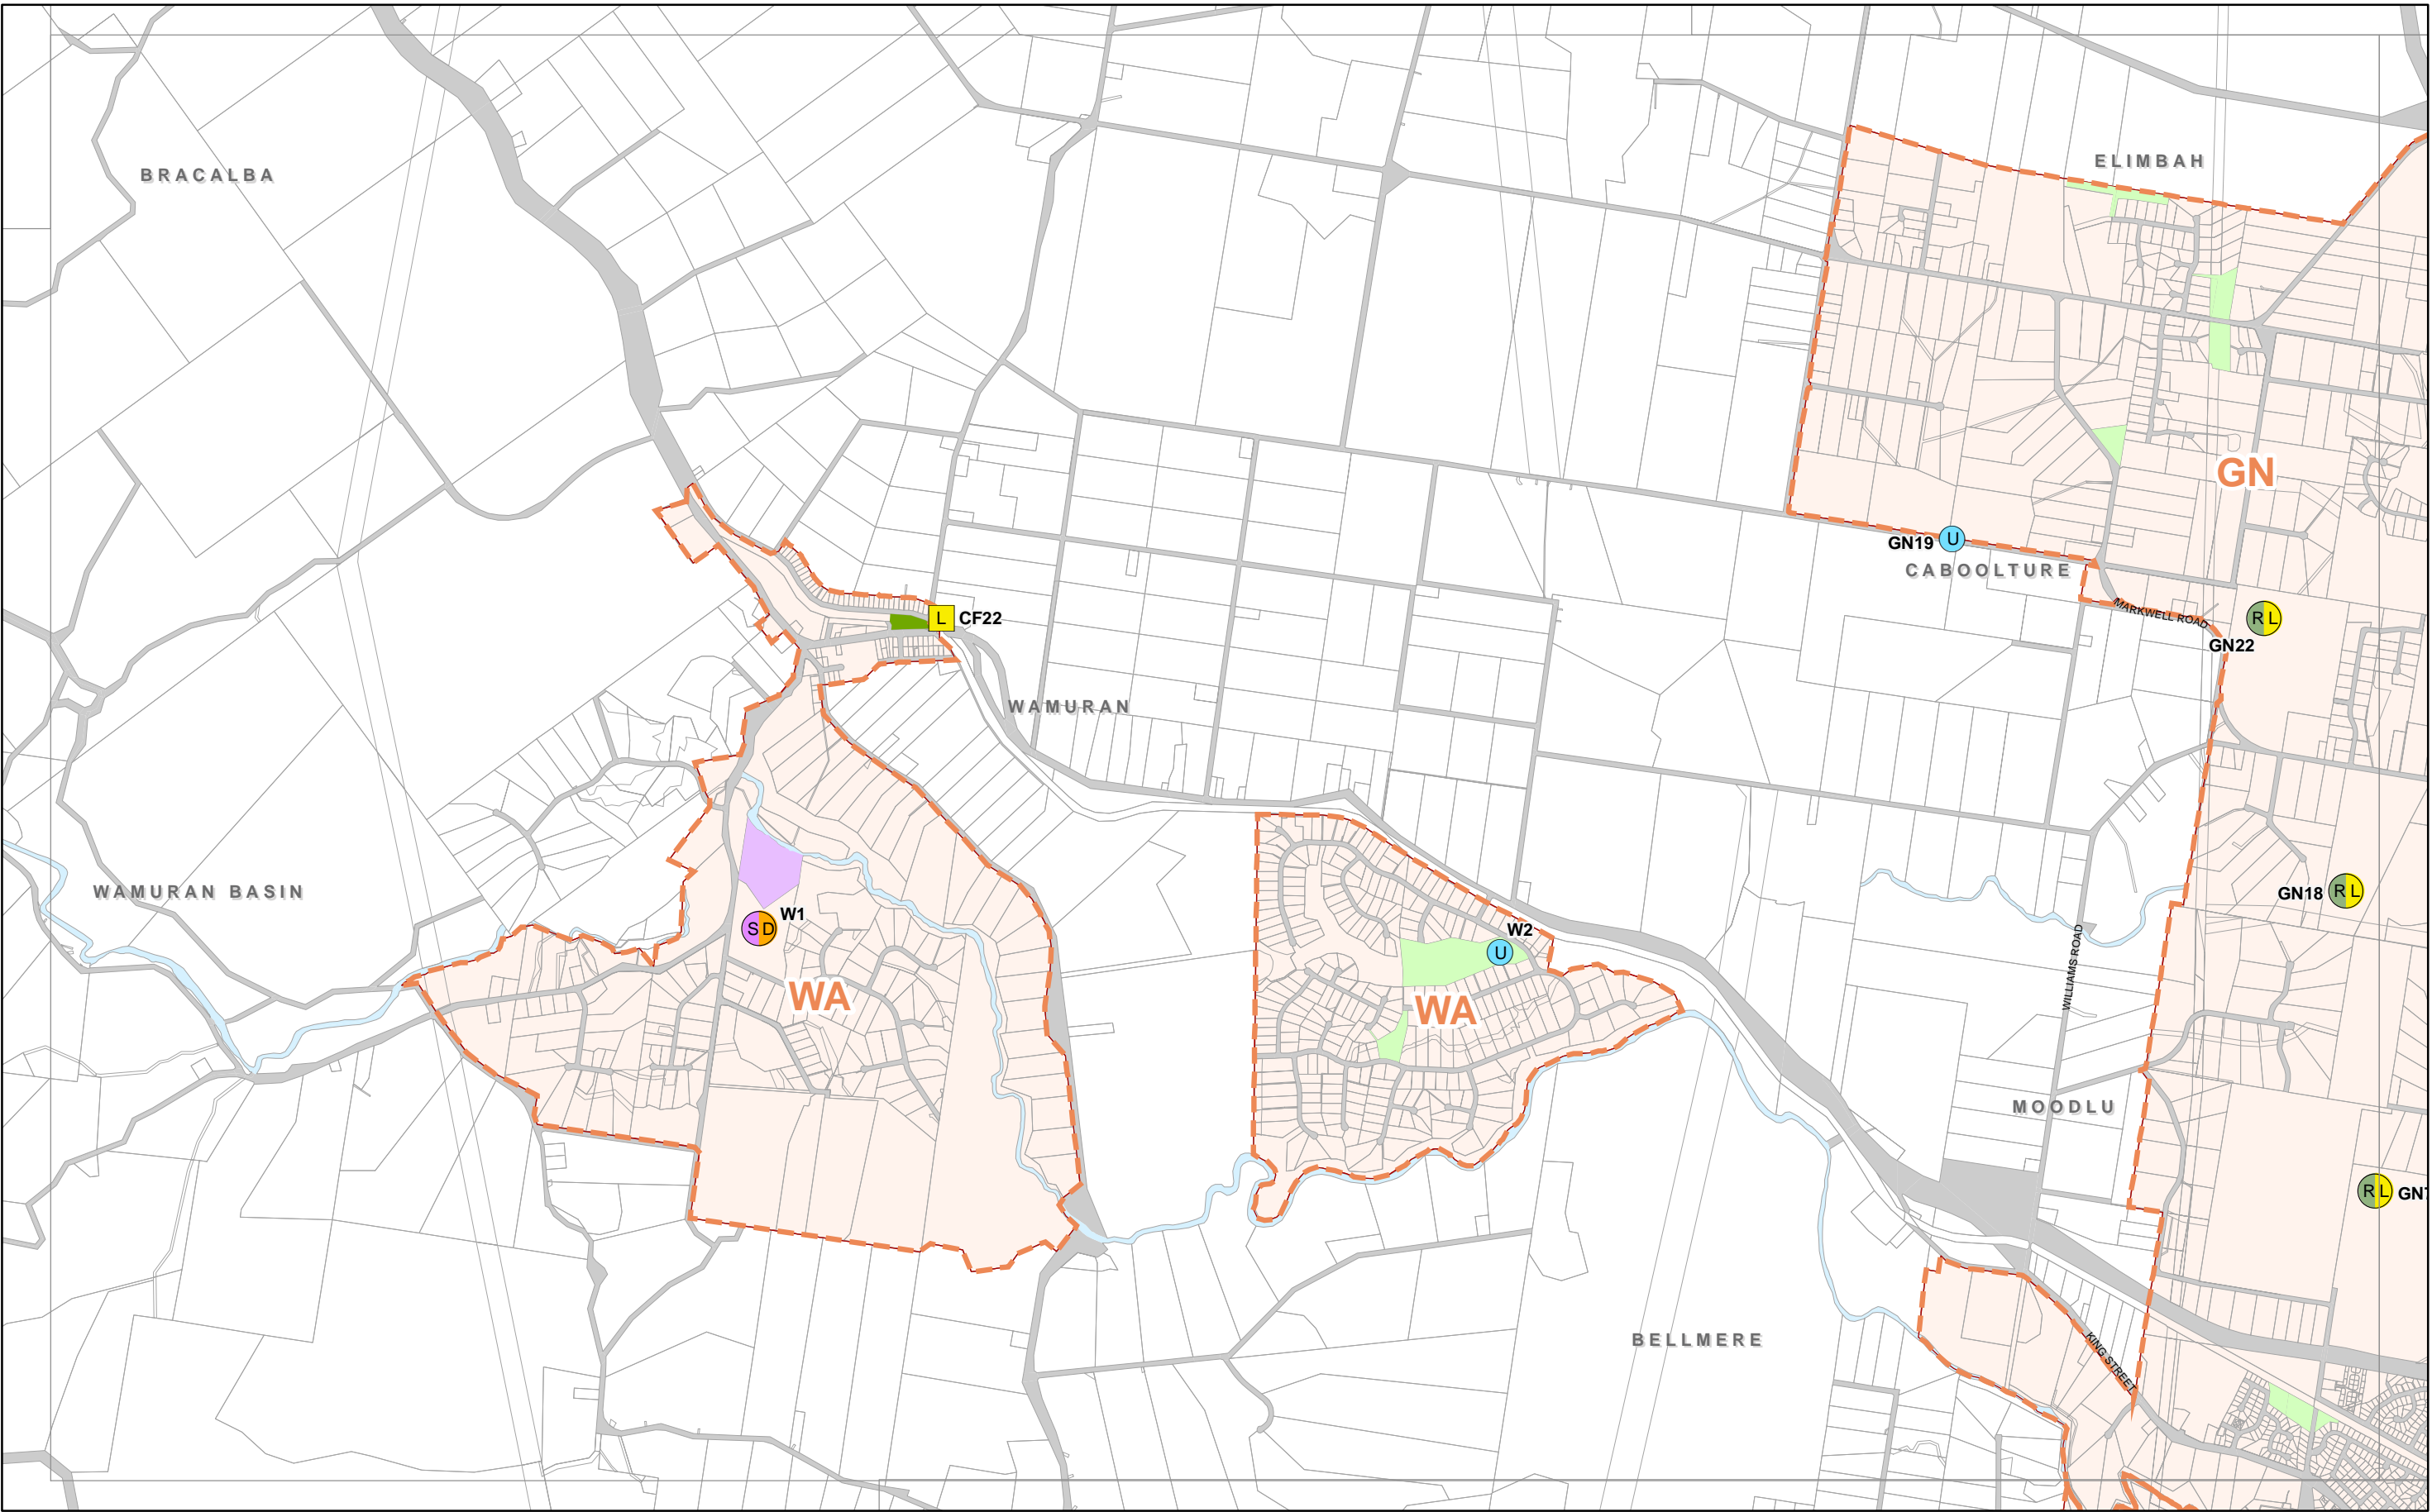 ELIMBAH
BRACALBA
GN
GN19 U
CABOOLTURE
MARKWELL ROAD
R L
GN22
L CF22
WAMURAN
WAMURAN BASIN
GN18 R L
W1
S D
W2
U
WILLIAMS ROAD
WA
WA
MOODLU
R L GN7
BELLMERE
KING STREET